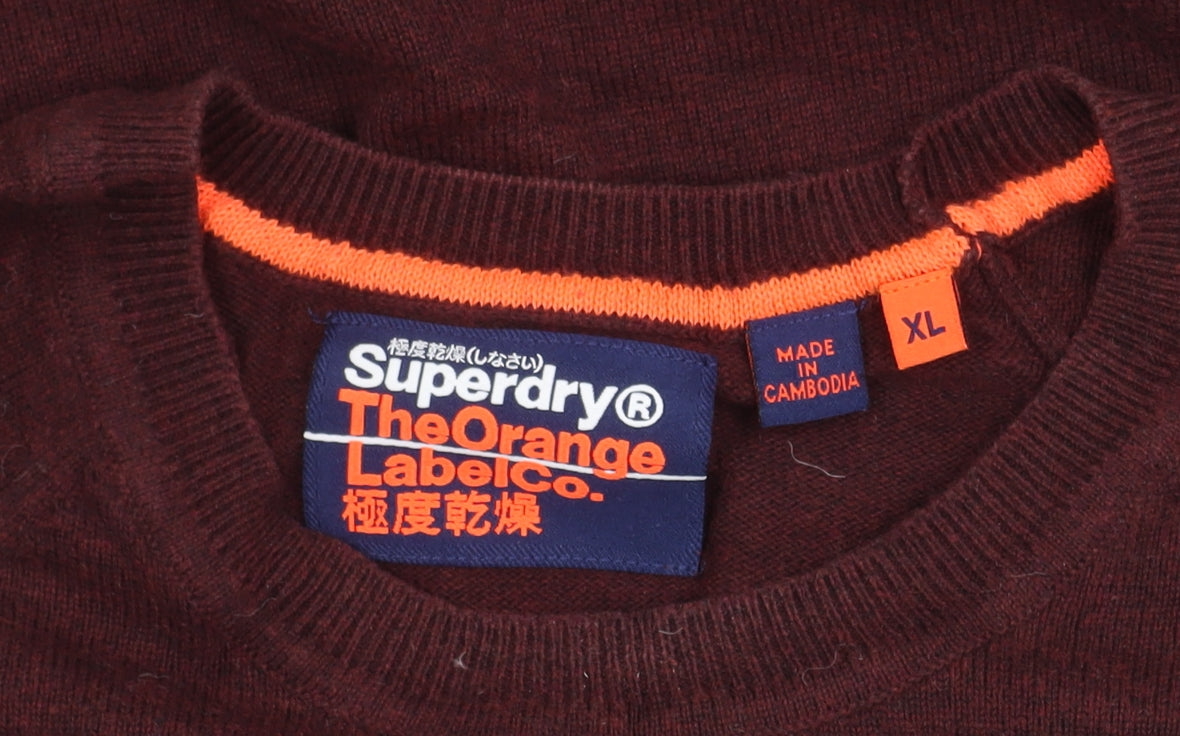 極度乾燥(しなさい)
Superdry®
TheOrange
LabelCo.
極度乾燥
MADE
IN
CAMBODIA
XL